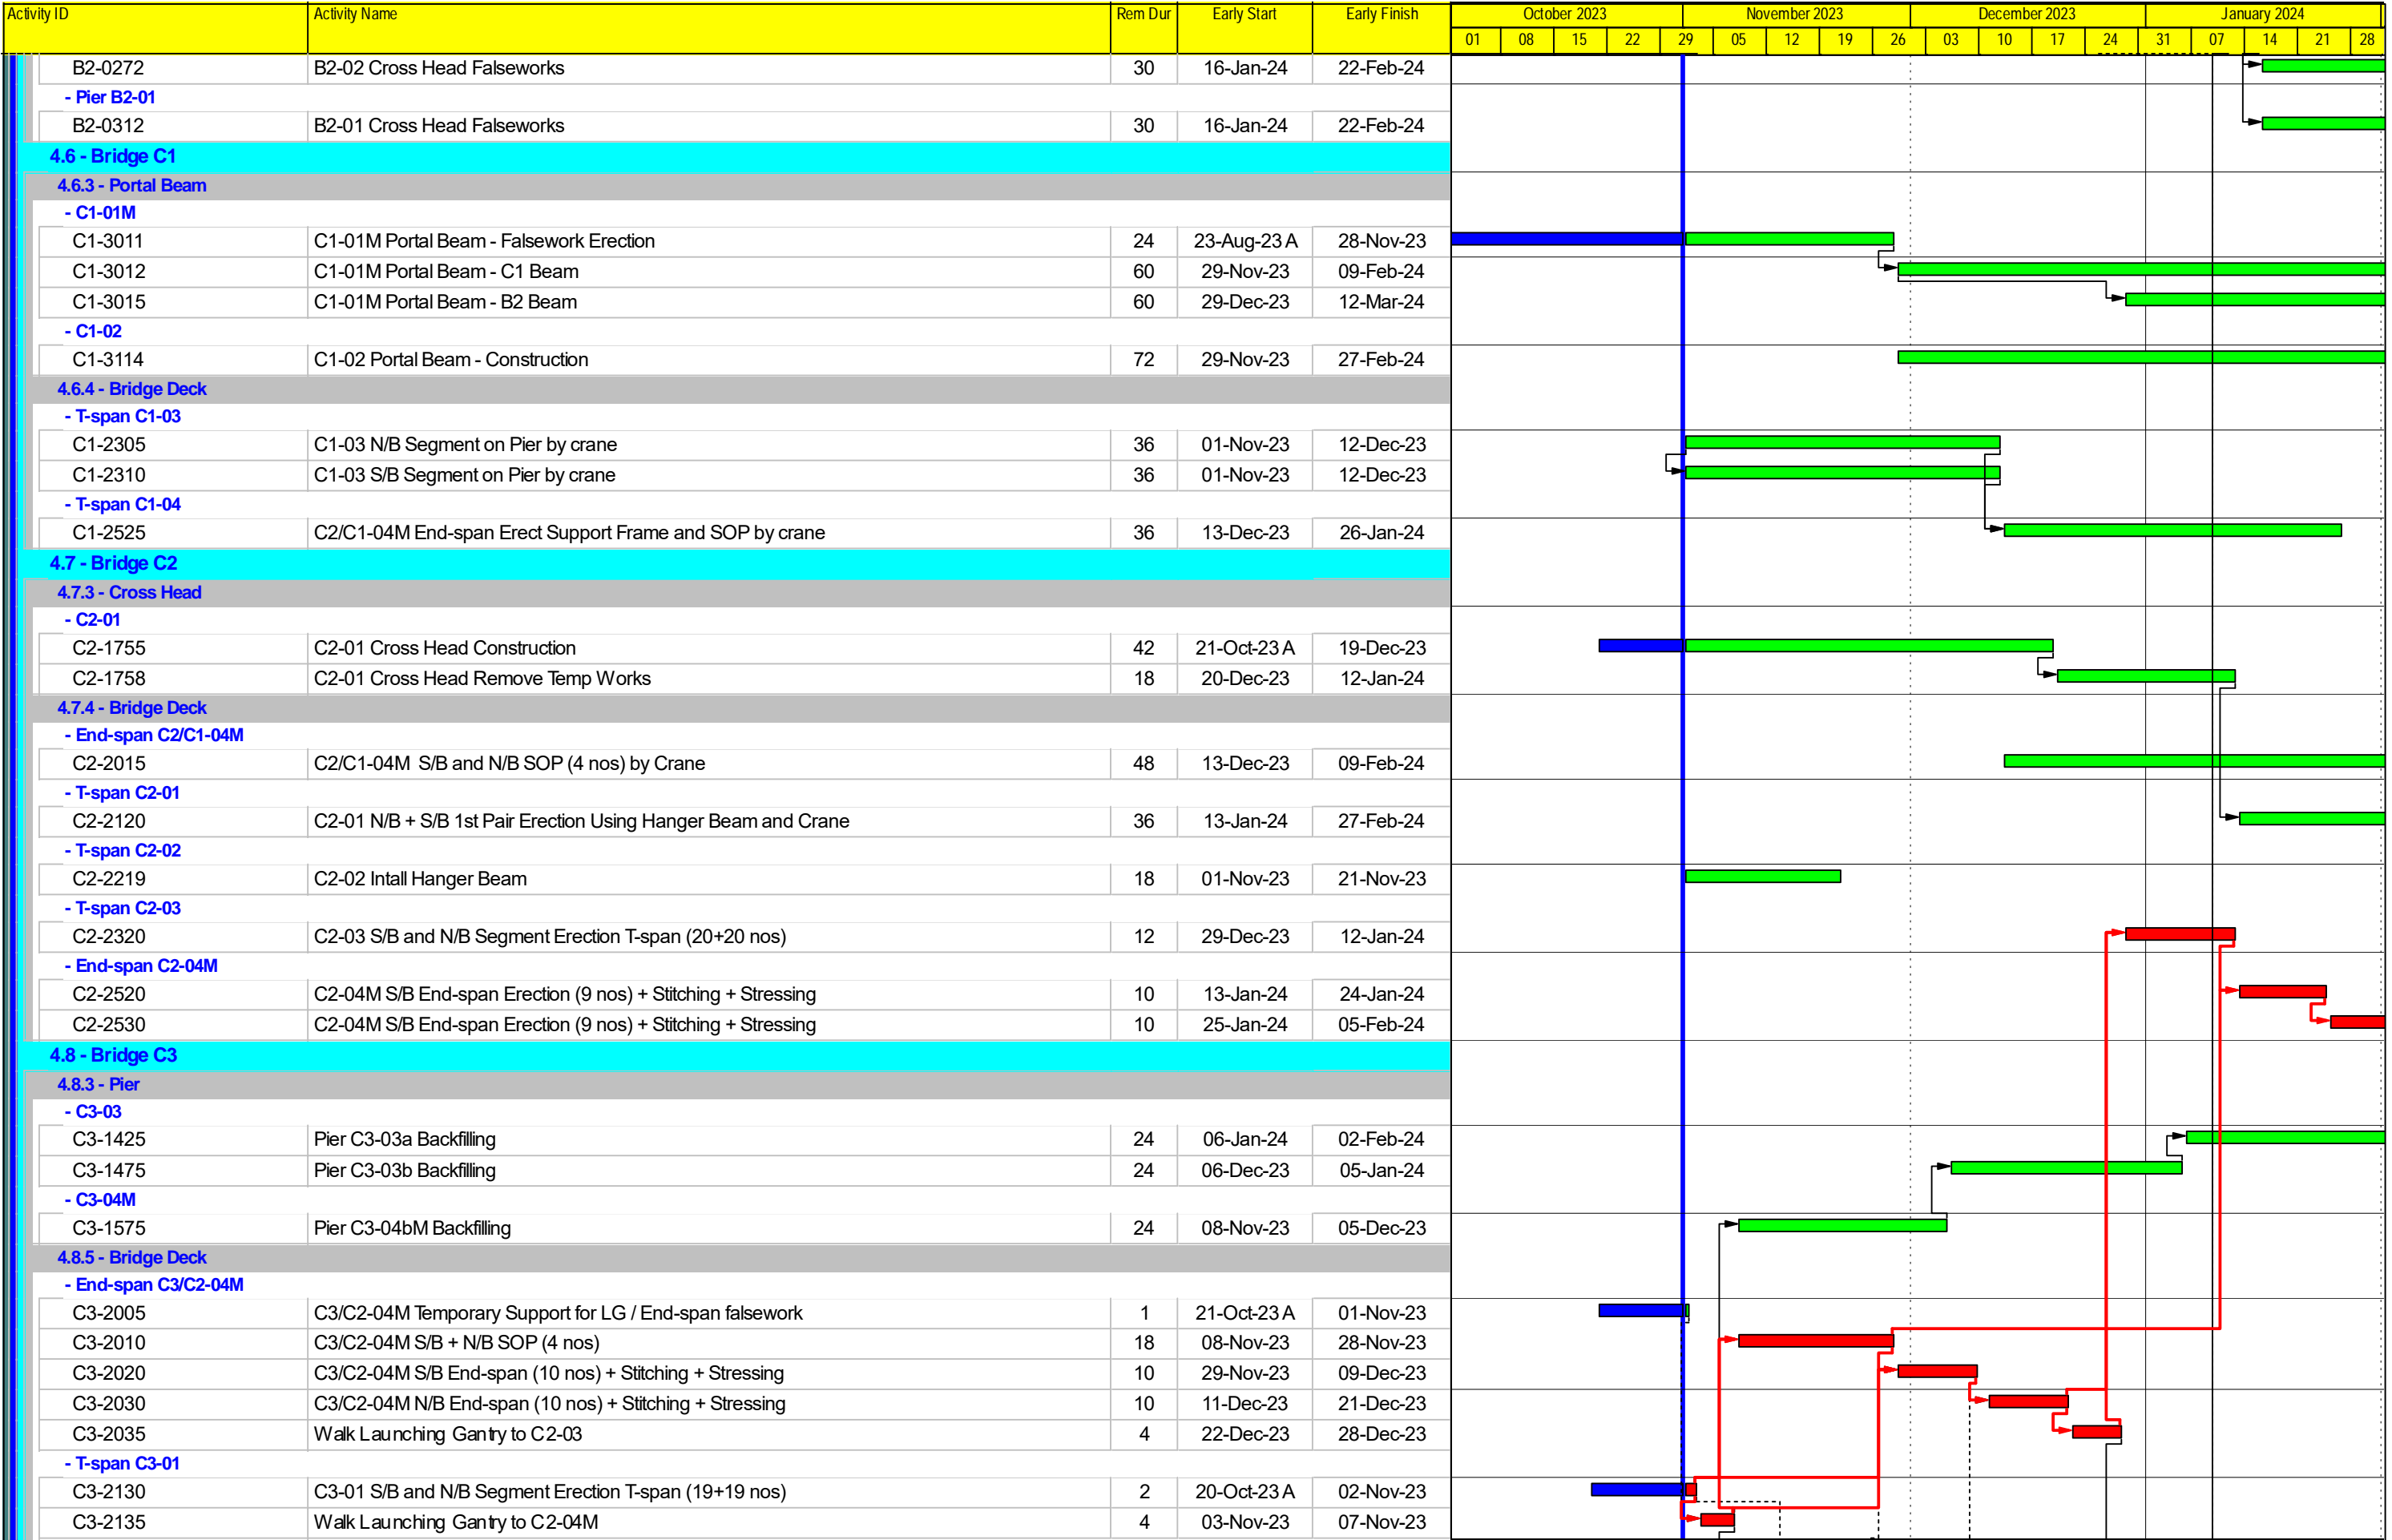 Activity ID Activity Name Rem Dur Early Start Early Finish October 2023 November 2023 December 2023 January 2024
01 08 15 22 29 05 12 19 26 03 10 17 24 31 07 14 21 28
B2-0272 B2-02 Cross Head Falseworks 30 16-Jan-24 22-Feb-24
- Pier B2-01
B2-0312 B2-01 Cross Head Falseworks 30 16-Jan-24 22-Feb-24
4.6 - Bridge C1
4.6.3 - Portal Beam
- C1-01M
C1-3011 C1-01M Portal Beam - Falsework Erection 24 23-Aug-23 A 28-Nov-23
C1-3012 C1-01M Portal Beam - C1 Beam 60 29-Nov-23 09-Feb-24
C1-3015 C1-01M Portal Beam - B2 Beam 60 29-Dec-23 12-Mar-24
- C1-02
C1-3114 C1-02 Portal Beam - Construction 72 29-Nov-23 27-Feb-24
4.6.4 - Bridge Deck
- T-span C1-03
C1-2305 C1-03 N/B Segment on Pier by crane 36 01-Nov-23 12-Dec-23
C1-2310 C1-03 S/B Segment on Pier by crane 36 01-Nov-23 12-Dec-23
- T-span C1-04
C1-2525 C2/C1-04M End-span Erect Support Frame and SOP by crane 36 13-Dec-23 26-Jan-24
4.7 - Bridge C2
4.7.3 - Cross Head
- C2-01
C2-1755 C2-01 Cross Head Construction 42 21-Oct-23 A 19-Dec-23
C2-1758 C2-01 Cross Head Remove Temp Works 18 20-Dec-23 12-Jan-24
4.7.4 - Bridge Deck
- End-span C2/C1-04M
C2-2015 C2/C1-04M S/B and N/B SOP (4 nos) by Crane 48 13-Dec-23 09-Feb-24
- T-span C2-01
C2-2120 C2-01 N/B + S/B 1st Pair Erection Using Hanger Beam and Crane 36 13-Jan-24 27-Feb-24
- T-span C2-02
C2-2219 C2-02 Intall Hanger Beam 18 01-Nov-23 21-Nov-23
- T-span C2-03
C2-2320 C2-03 S/B and N/B Segment Erection T-span (20+20 nos) 12 29-Dec-23 12-Jan-24
- End-span C2-04M
C2-2520 C2-04M S/B End-span Erection (9 nos) + Stitching + Stressing 10 13-Jan-24 24-Jan-24
C2-2530 C2-04M S/B End-span Erection (9 nos) + Stitching + Stressing 10 25-Jan-24 05-Feb-24
4.8 - Bridge C3
4.8.3 - Pier
- C3-03
C3-1425 Pier C3-03a Backfilling 24 06-Jan-24 02-Feb-24
C3-1475 Pier C3-03b Backfilling 24 06-Dec-23 05-Jan-24
- C3-04M
C3-1575 Pier C3-04bM Backfilling 24 08-Nov-23 05-Dec-23
4.8.5 - Bridge Deck
- End-span C3/C2-04M
C3-2005 C3/C2-04M Temporary Support for LG / End-span falsework 1 21-Oct-23 A 01-Nov-23
C3-2010 C3/C2-04M S/B + N/B SOP (4 nos) 18 08-Nov-23 28-Nov-23
C3-2020 C3/C2-04M S/B End-span (10 nos) + Stitching + Stressing 10 29-Nov-23 09-Dec-23
C3-2030 C3/C2-04M N/B End-span (10 nos) + Stitching + Stressing 10 11-Dec-23 21-Dec-23
C3-2035 Walk Launching Gantry to C2-03 4 22-Dec-23 28-Dec-23
- T-span C3-01
C3-2130 C3-01 S/B and N/B Segment Erection T-span (19+19 nos) 2 20-Oct-23 A 02-Nov-23
C3-2135 Walk Launching Gantry to C2-04M 4 03-Nov-23 07-Nov-23